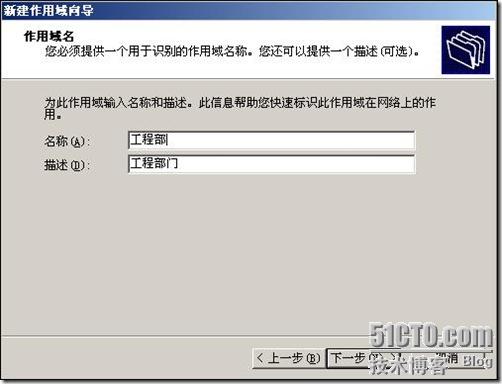 新建作用域向导
作用域名
您必须提供一个用于识别的作用域名称。您还可以提供一个描述(可选)。
为此作用域输入名称和描述。此信息帮助您快速标识此作用域在网络上的作
用。
名称(A): 工程部
描述(D): 工程部门
51CTO.com
< 上一步(B) 下一步 取消
技术博客 Blog